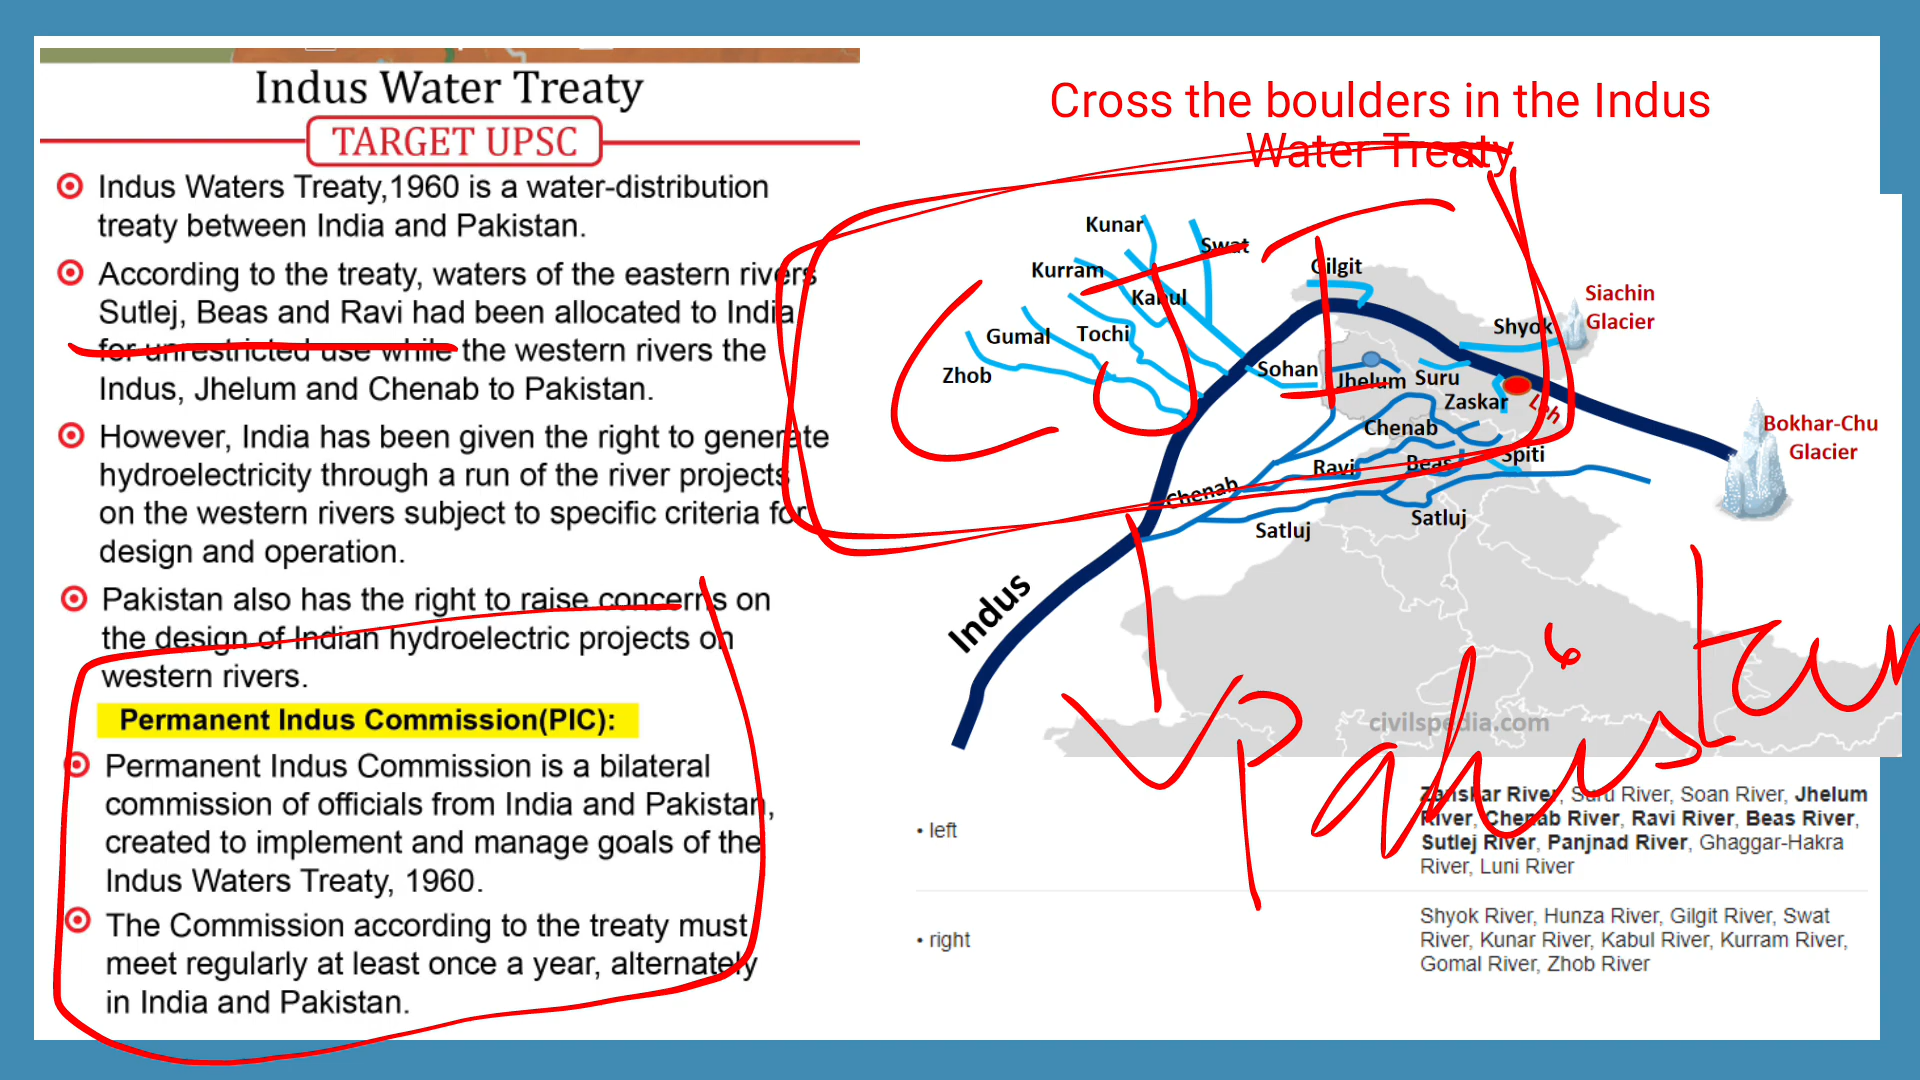 Indus Water Treaty
TARGET UPSC
Indus Waters Treaty,1960 is a water-distribution
treaty between India and Pakistan.
According to the treaty, waters of the eastern rivers
Sutlej, Beas and Ravi had been allocated to India
for unrestricted use while the western rivers the
Indus, Jhelum and Chenab to Pakistan.
However, India has been given the right to generate
hydroelectricity through a run of the river projects
on the western rivers subject to specific criteria for
design and operation.
Pakistan also has the right to raise concerns on
the design of Indian hydroelectric projects on
western rivers.
Permanent Indus Commission(PIC):
Permanent Indus Commission is a bilateral
commission of officials from India and Pakistan,
created to implement and manage goals of the
Indus Waters Treaty, 1960.
The Commission according to the treaty must
meet regularly at least once a year, alternately
in India and Pakistan.
Cross the boulders in the Indus
Water Treaty
Kunar
Swat
Kurram
Gilgit
Kabul
Siachin
Glacier
Gumal
Tochi
Shyok
Zhob
Sohan
Jhelum
Suru
Zaskar
Leh
Chenab
Bokhar-Chu
Glacier
Ravi
Beas
Spiti
Chenab
Satluj
Satluj
Indus
Pakistan
civilspedia.com
• left
Zanskar River, Suru River, Soan River, Jhelum
River, Chenab River, Ravi River, Beas River,
Sutlej River, Panjnad River, Ghaggar-Hakra
River, Luni River
• right
Shyok River, Hunza River, Gilgit River, Swat
River, Kunar River, Kabul River, Kurram River,
Gomal River, Zhob River